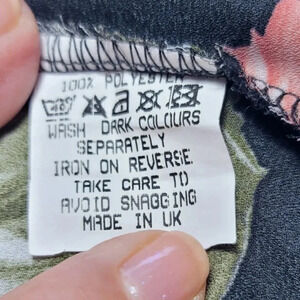 100% POLYESTER
WASH DARK COLOURS
SEPARATELY
IRON ON REVERSE.
TAKE CARE TO
AVOID SNAGGING
MADE IN UK